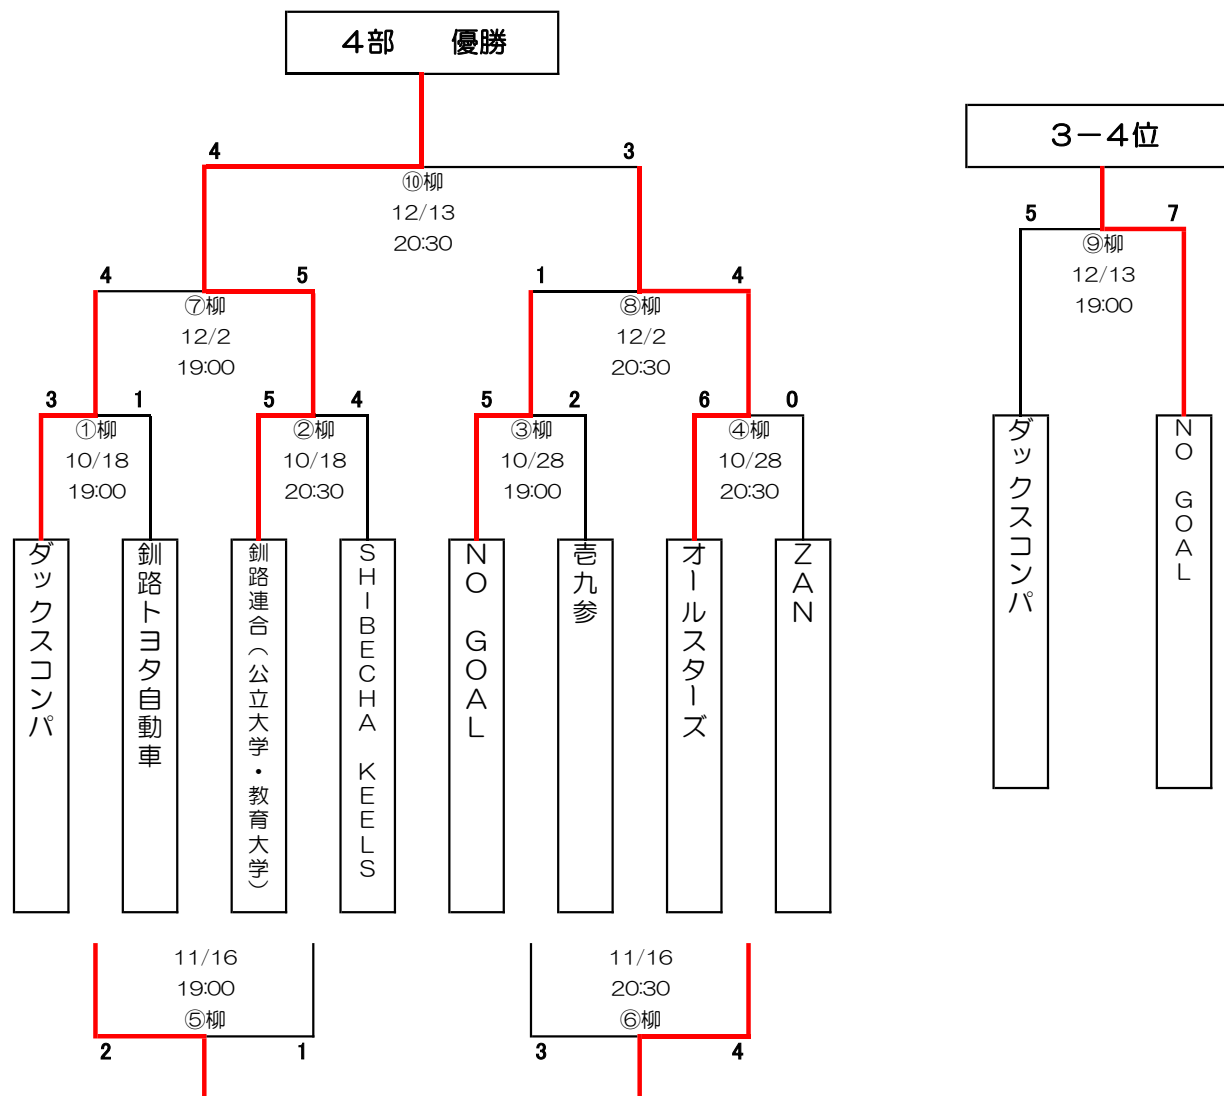 ４部　　優勝
４ ３
⑩柳
12/13
20:30
４ ５
⑦柳
12/2
19:00
１ ４
⑧柳
12/2
20:30
３ １
①柳
10/18
19:00
５ ４
②柳
10/18
20:30
５ ２
③柳
10/28
19:00
６ ０
④柳
10/28
20:30
ダックスコンパ
釧路トヨタ自動車
釧路連合（公立大学・教育大学）
ＳＨＩＢＥＣＨＡ　ＫＥＥＬＳ
ＮＯ　ＧＯＡＬ
壱九参
オールスターズ
ＺＡＮ
11/16
19:00
⑤柳
２ １
11/16
20:30
⑥柳
３ ４
３－４位
５ ７
⑨柳
12/13
19:00
ダックスコンパ
ＮＯ　ＧＯＡＬ